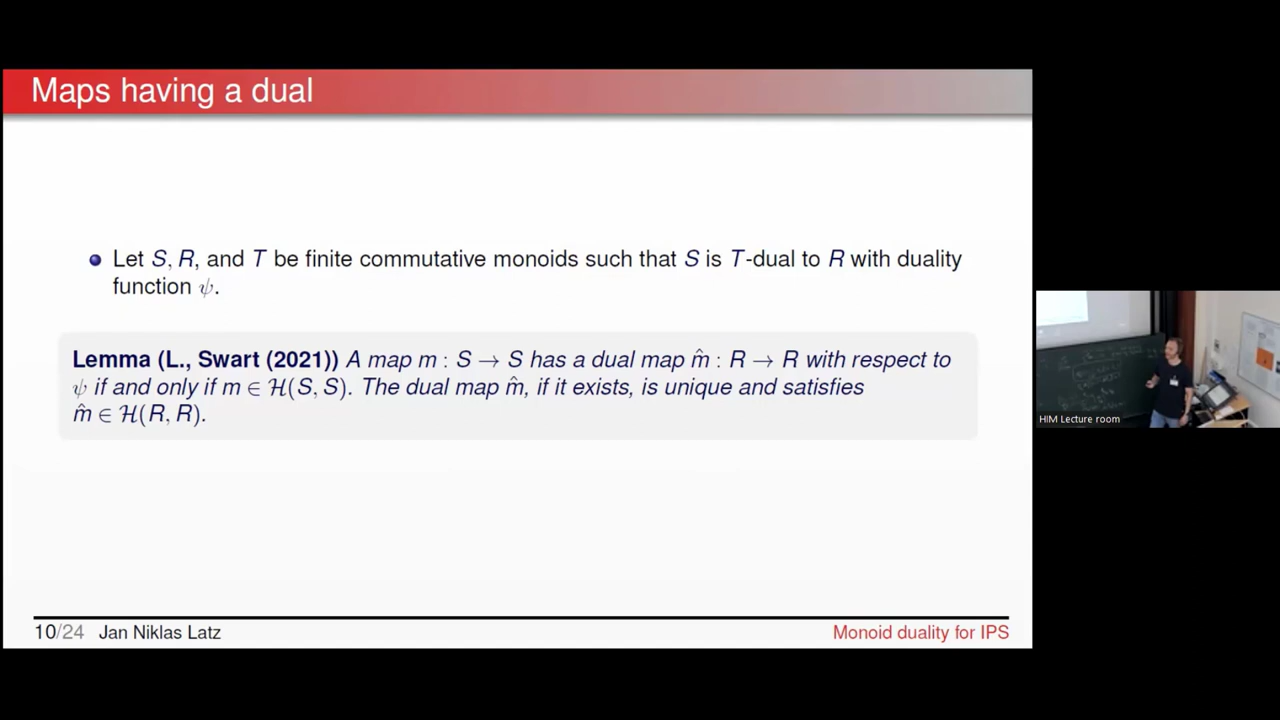 Maps having a dual
Let S, R, and T be finite commutative monoids such that S is T-dual to R with duality
function ψ.
Lemma (L., Swart (2021)) A map m : S → S has a dual map m̂ : R → R with respect to
ψ if and only if m ∈ ℋ(S, S). The dual map m̂, if it exists, is unique and satisfies
m̂ ∈ ℋ(R, R).
10/24 Jan Niklas Latz
Monoid duality for IPS
HIM Lecture room